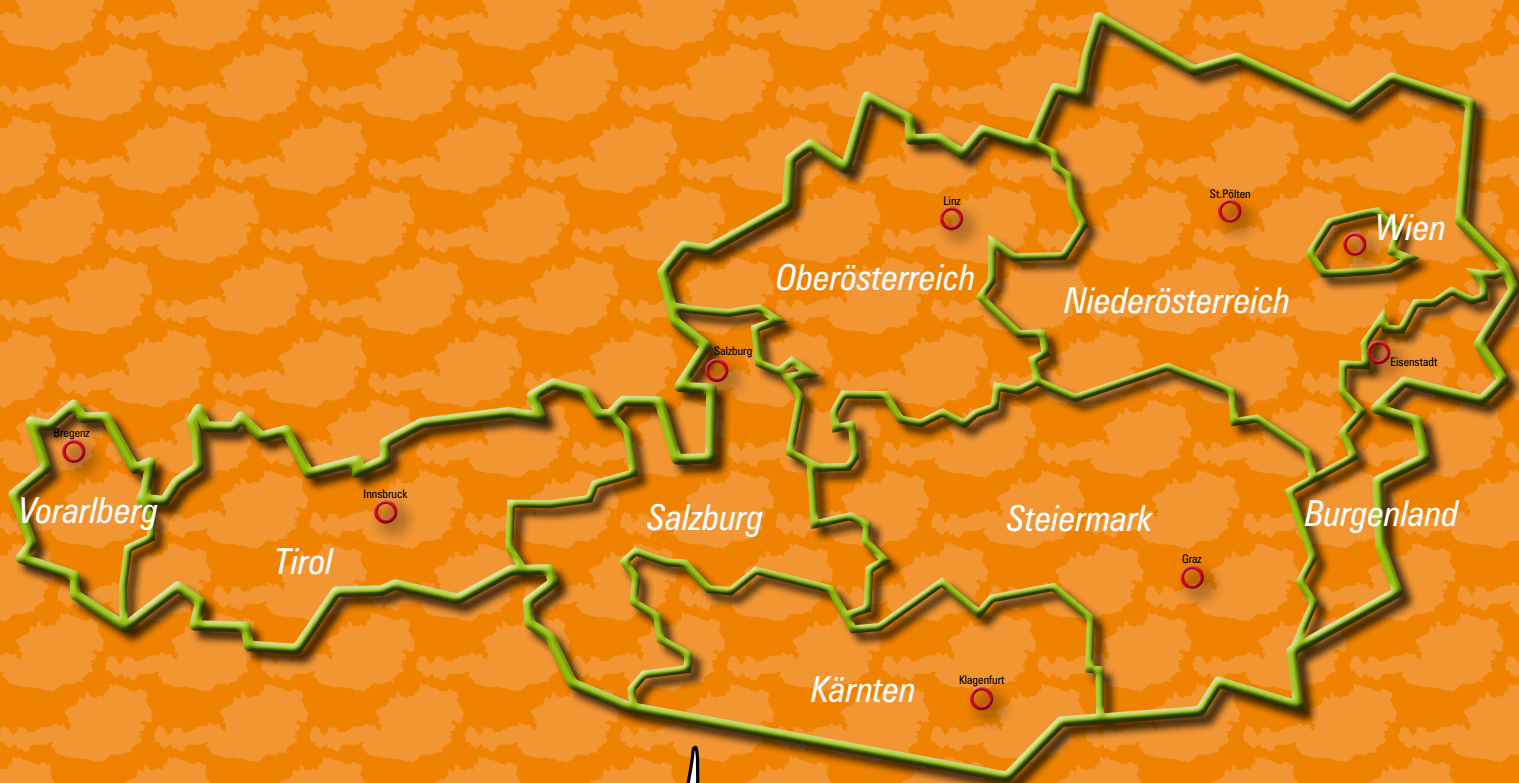 St.Pölten
Linz
Wien
Oberösterreich
Niederösterreich
Salzburg
Eisenstadt
Bregenz
Innsbruck
Vorarlberg
Salzburg
Steiermark
Burgenland
Tirol
Graz
Kärnten
Klagenfurt